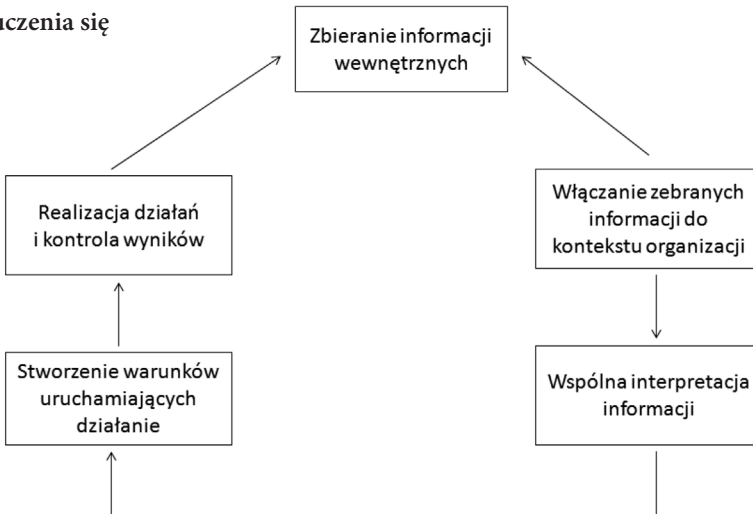 uczenia się
Zbieranie informacji
wewnętrznych
Realizacja działań
i kontrola wyników
Włączanie zebranych
informacji do
kontekstu organizacji
Stworzenie warunków
uruchamiających
działanie
Wspólna interpretacja
informacji